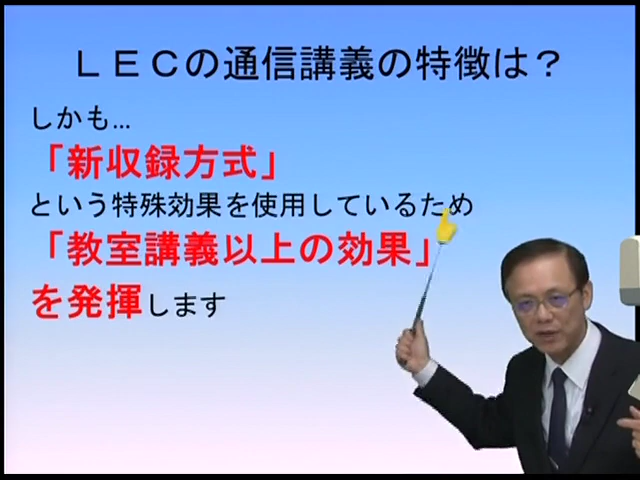 ＬＥＣの通信講義の特徴は？
しかも...
「新収録方式」
という特殊効果を使用しているため
「教室講義以上の効果」
を発揮します